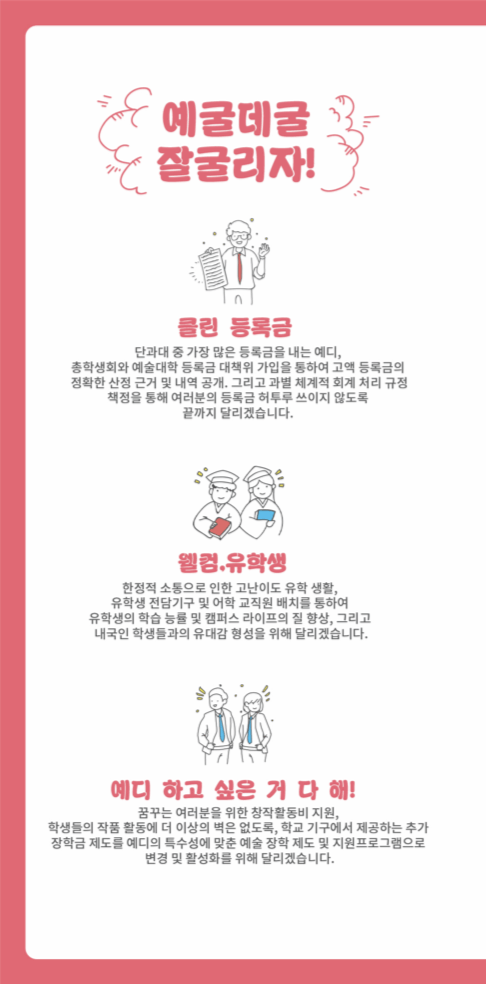 예굴데굴
잘굴리자!
클린 등록금
단과대 중 가장 많은 등록금을 내는 예디,
총학생회와 예술대학 등록금 대책위 가입을 통하여 고액 등록금의
정확한 산정 근거 및 내역 공개. 그리고 과별 체계적 회계 처리 규정
책정을 통해 여러분의 등록금 허투루 쓰이지 않도록
끝까지 달리겠습니다.
웰컴.유학생
한정적 소통으로 인한 고난이도 유학 생활,
유학생 전담기구 및 어학 교직원 배치를 통하여
유학생의 학습 능률 및 캠퍼스 라이프의 질 향상, 그리고
내국인 학생들과의 유대감 형성을 위해 달리겠습니다.
예디 하고 싶은 거 다 해!
꿈꾸는 여러분을 위한 창작활동비 지원,
학생들의 작품 활동에 더 이상의 벽은 없도록, 학교 기구에서 제공하는 추가
장학금 제도를 예디의 특수성에 맞춘 예술 장학 제도 및 지원프로그램으로
변경 및 활성화를 위해 달리겠습니다.